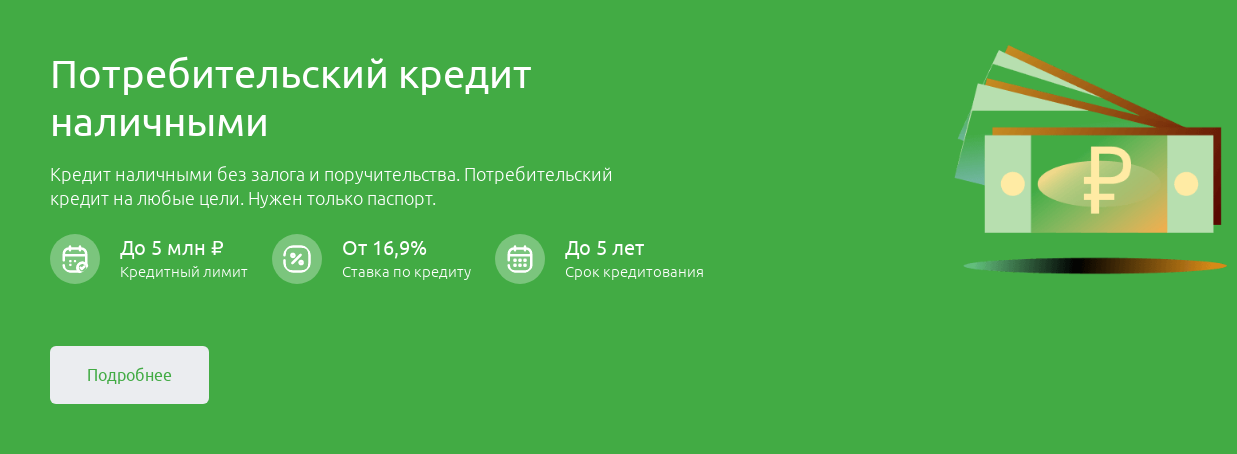 Потребительский кредит
наличными
Кредит наличными без залога и поручительства. Потребительский
кредит на любые цели. Нужен только паспорт.
До 5 млн ₽
Кредитный лимит
От 16,9%
Ставка по кредиту
До 5 лет
Срок кредитования
₽
Подробнее